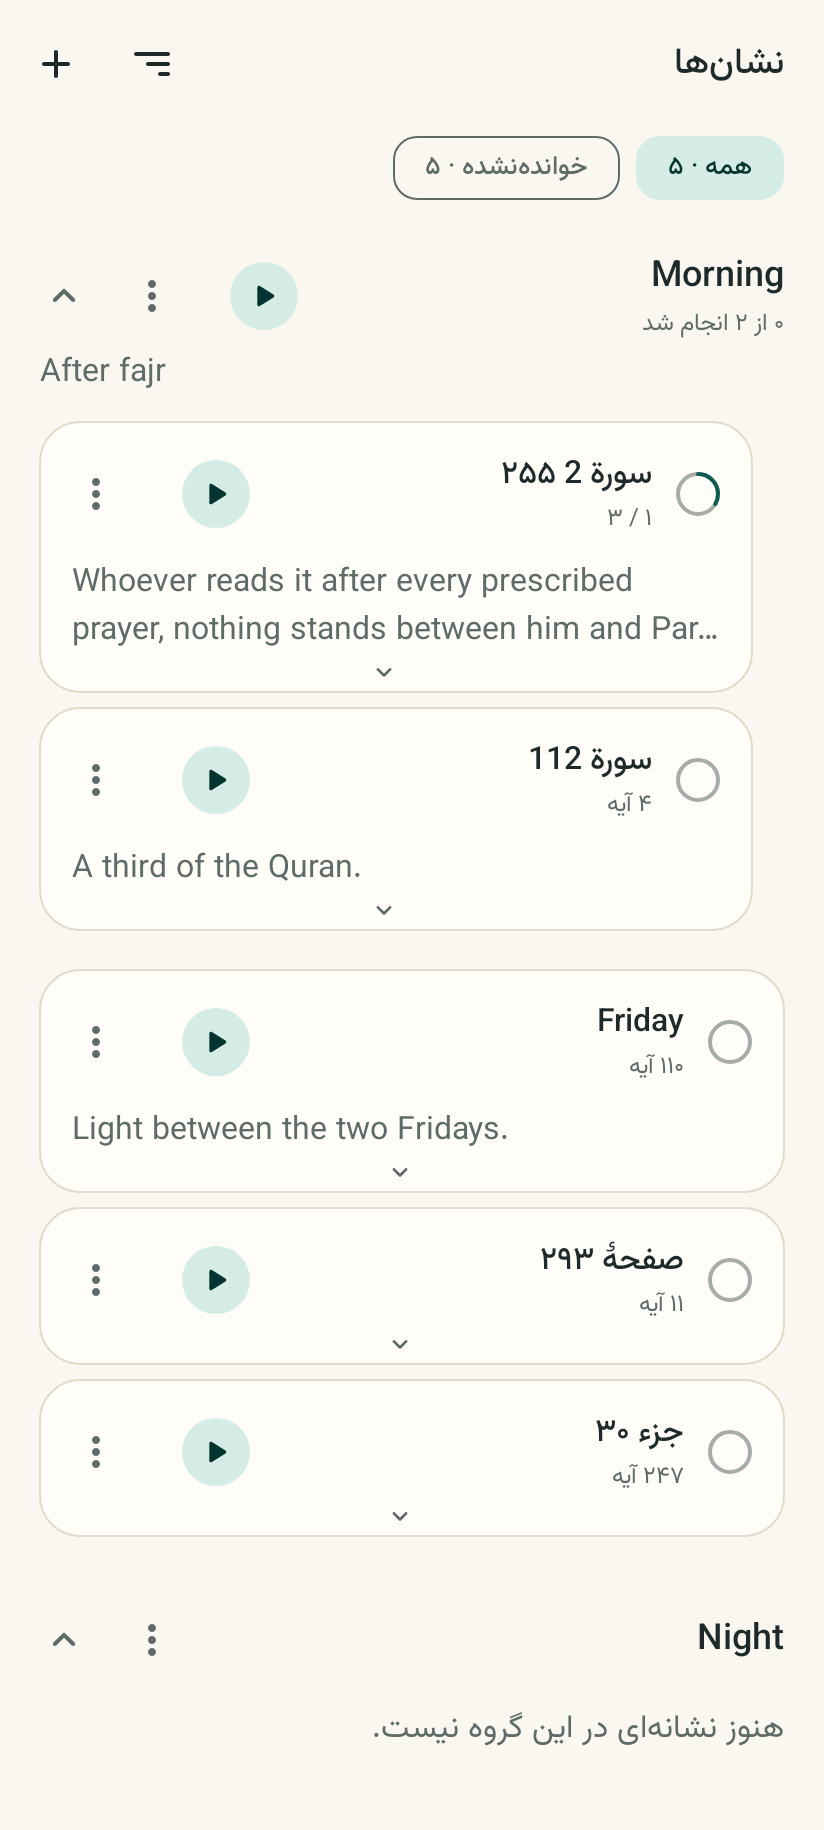 نشان‌ها
همه · ۵
خوانده‌نشده · ۵
Morning
۰ از ۲ انجام شد
After fajr
سورة 2 ۲۵۵
۱ / ۳
Whoever reads it after every prescribed
prayer, nothing stands between him and Par…
سورة 112
۴ آیه
A third of the Quran.
Friday
۱۱۰ آیه
Light between the two Fridays.
صفحهٔ ۲۹۳
۱۱ آیه
جزء ۳۰
۲۴۷ آیه
Night
هنوز نشانه‌ای در این گروه نیست.